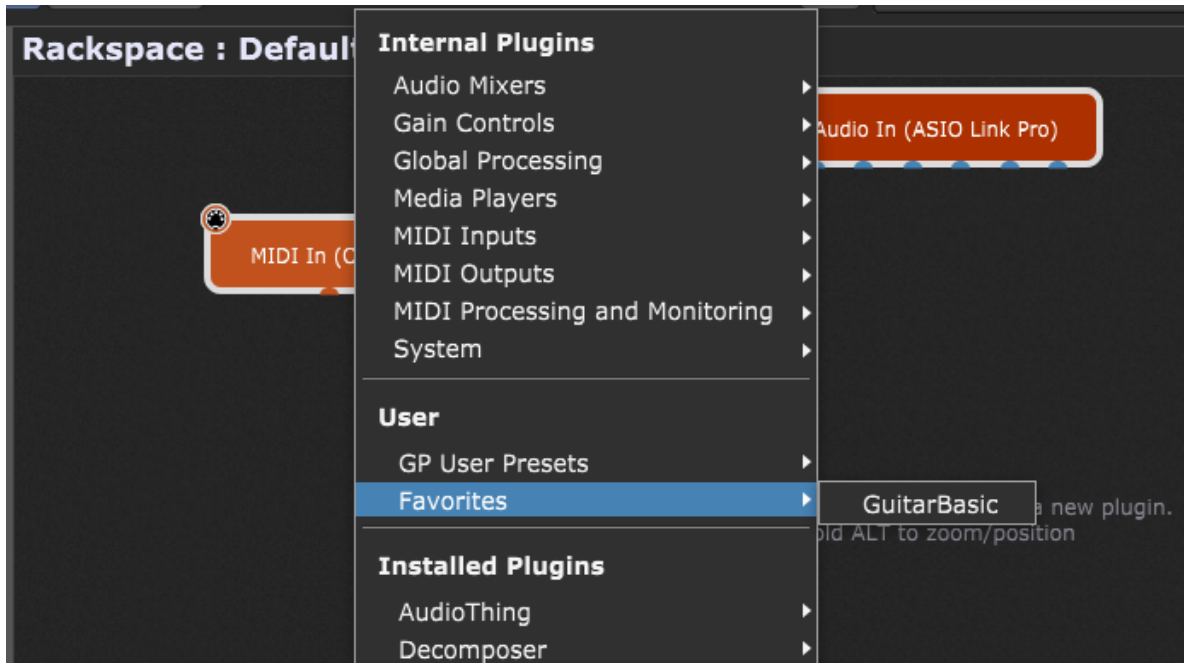 Rackspace : Default
Internal Plugins
Audio Mixers
Gain Controls
Global Processing
Media Players
MIDI Inputs
MIDI Outputs
MIDI Processing and Monitoring
System
User
GP User Presets
Favorites
GuitarBasic
Installed Plugins
AudioThing
Decomposer
Audio In (ASIO Link Pro)
MIDI In (O
a new plugin.
old ALT to zoom/position